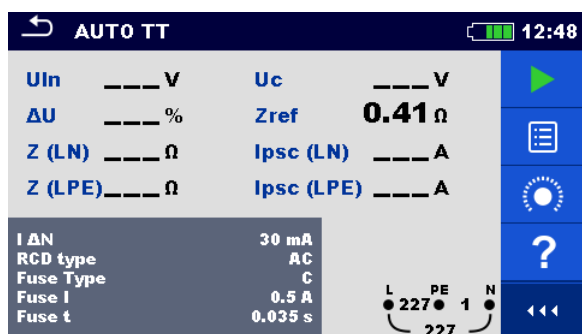 AUTO TT 12:48
Uln ___V Uc ___V
ΔU ___% Zref 0.41Ω
Z (LN) ___Ω Ipsc (LN) ___A
Z (LPE)___Ω Ipsc (LPE) ___A
I ΔN 30 mA
RCD type AC
Fuse Type C
Fuse I 0.5 A
Fuse t 0.035 s
L PE N
227 1
227
?